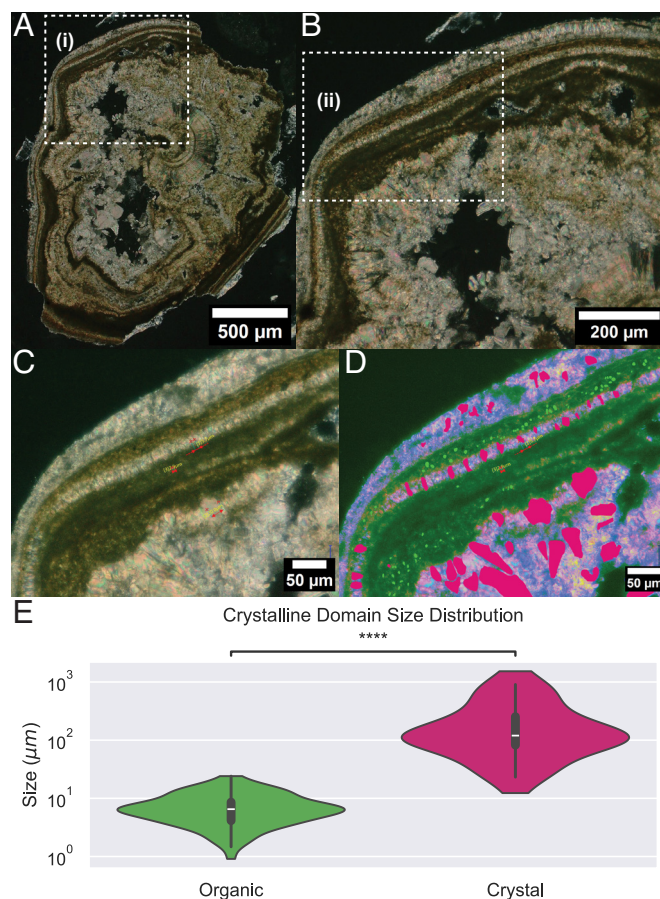 A
(i)
500 µm
B
(ii)
200 µm
C
50 µm
D
50 µm
E
Crystalline Domain Size Distribution
****
Size (µm)
10³
10²
10¹
10⁰
Organic
Crystal